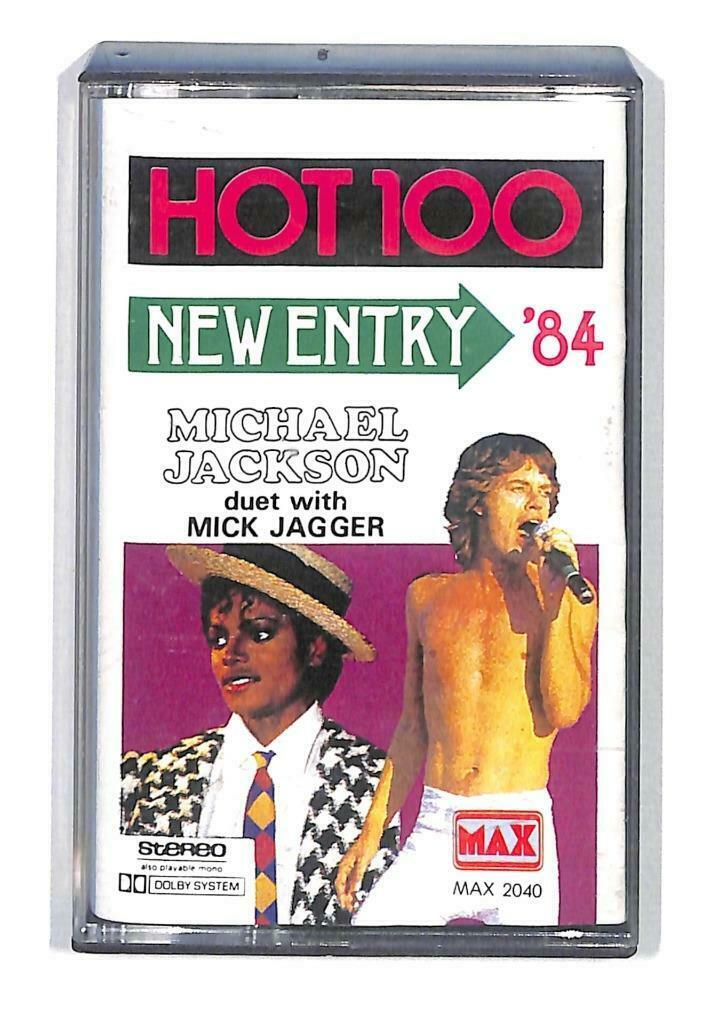 HOT 100
NEW ENTRY '84
MICHAEL
JACKSON
duet with
MICK JAGGER
Stereo
also playable mono
DOLBY SYSTEM
MAX
MAX 2040